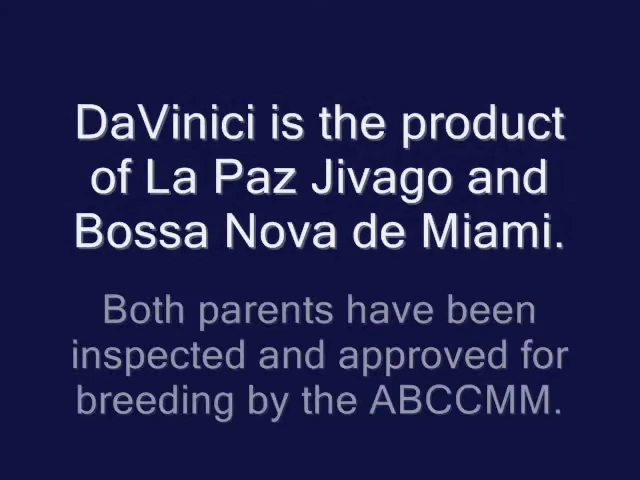 DaVinici is the product
of La Paz Jivago and
Bossa Nova de Miami.
Both parents have been
inspected and approved for
breeding by the ABCCMM.